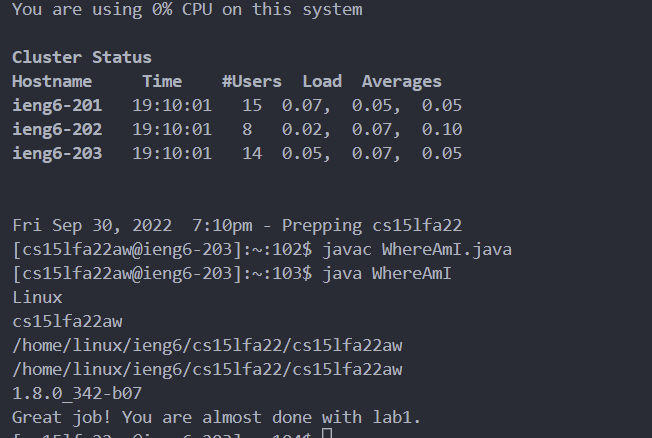 You are using 0% CPU on this system
Cluster Status
Hostname Time #Users Load Averages
ieng6-201 19:10:01 15 0.07, 0.05, 0.05
ieng6-202 19:10:01 8 0.02, 0.07, 0.10
ieng6-203 19:10:01 14 0.05, 0.07, 0.05
Fri Sep 30, 2022 7:10pm - Prepping cs15lfa22
[cs15lfa22aw@ieng6-203]:~:102$ javac WhereAmI.java
[cs15lfa22aw@ieng6-203]:~:103$ java WhereAmI
Linux
cs15lfa22aw
/home/linux/ieng6/cs15lfa22/cs15lfa22aw
/home/linux/ieng6/cs15lfa22/cs15lfa22aw
1.8.0_342-b07
Great job! You are almost done with lab1.